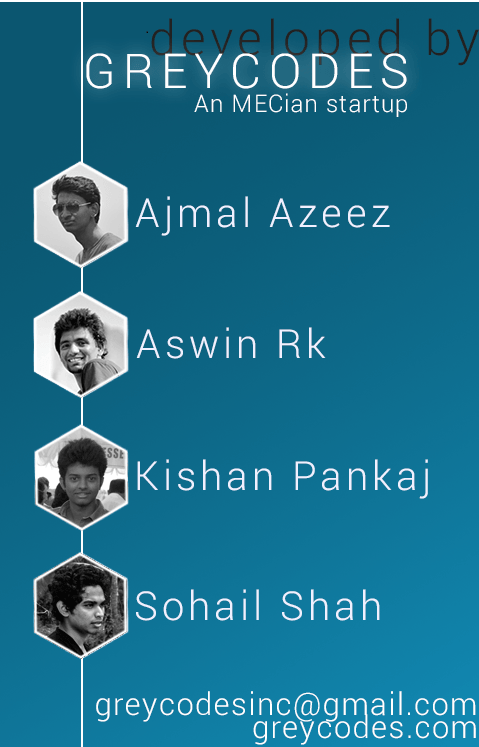 developed by
GREYCODES
An MECian startup
Ajmal Azeez
Aswin Rk
ESSE
Kishan Pankaj
Sohail Shah
greycodesinc@gmail.com
greycodes.com